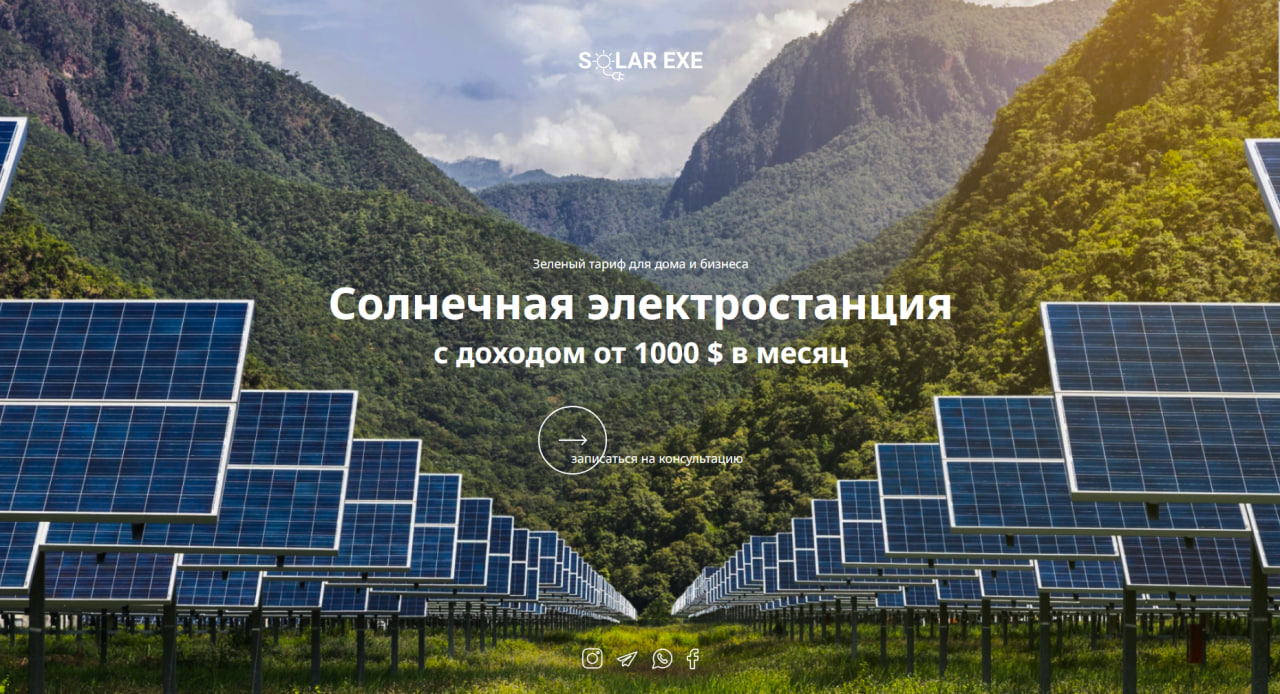 SOLAR EXE
Зеленый тариф для дома и бизнеса
Солнечная электростанция
с доходом от 1000 $ в месяц
записаться на консультацию